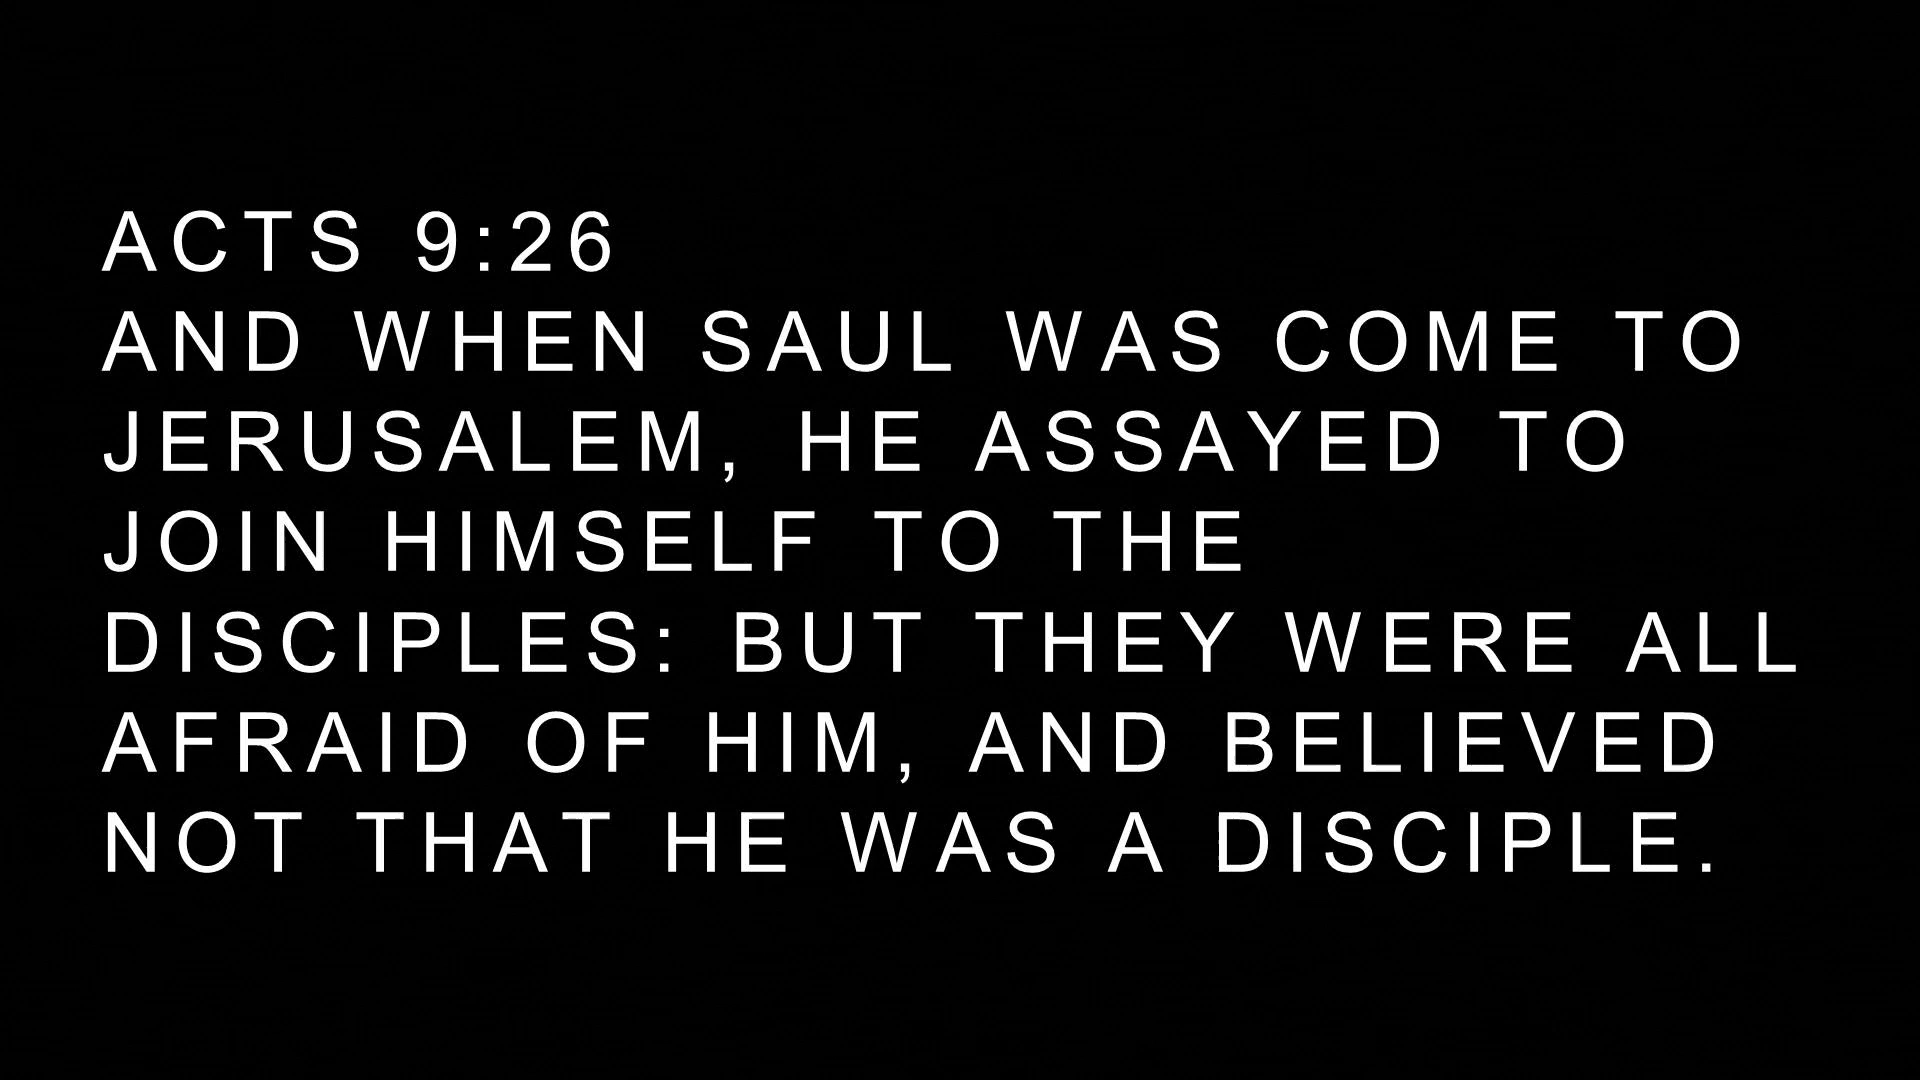 ACTS 9:26
AND WHEN SAUL WAS COME TO
JERUSALEM, HE ASSAYED TO
JOIN HIMSELF TO THE
DISCIPLES: BUT THEY WERE ALL
AFRAID OF HIM, AND BELIEVED
NOT THAT HE WAS A DISCIPLE.